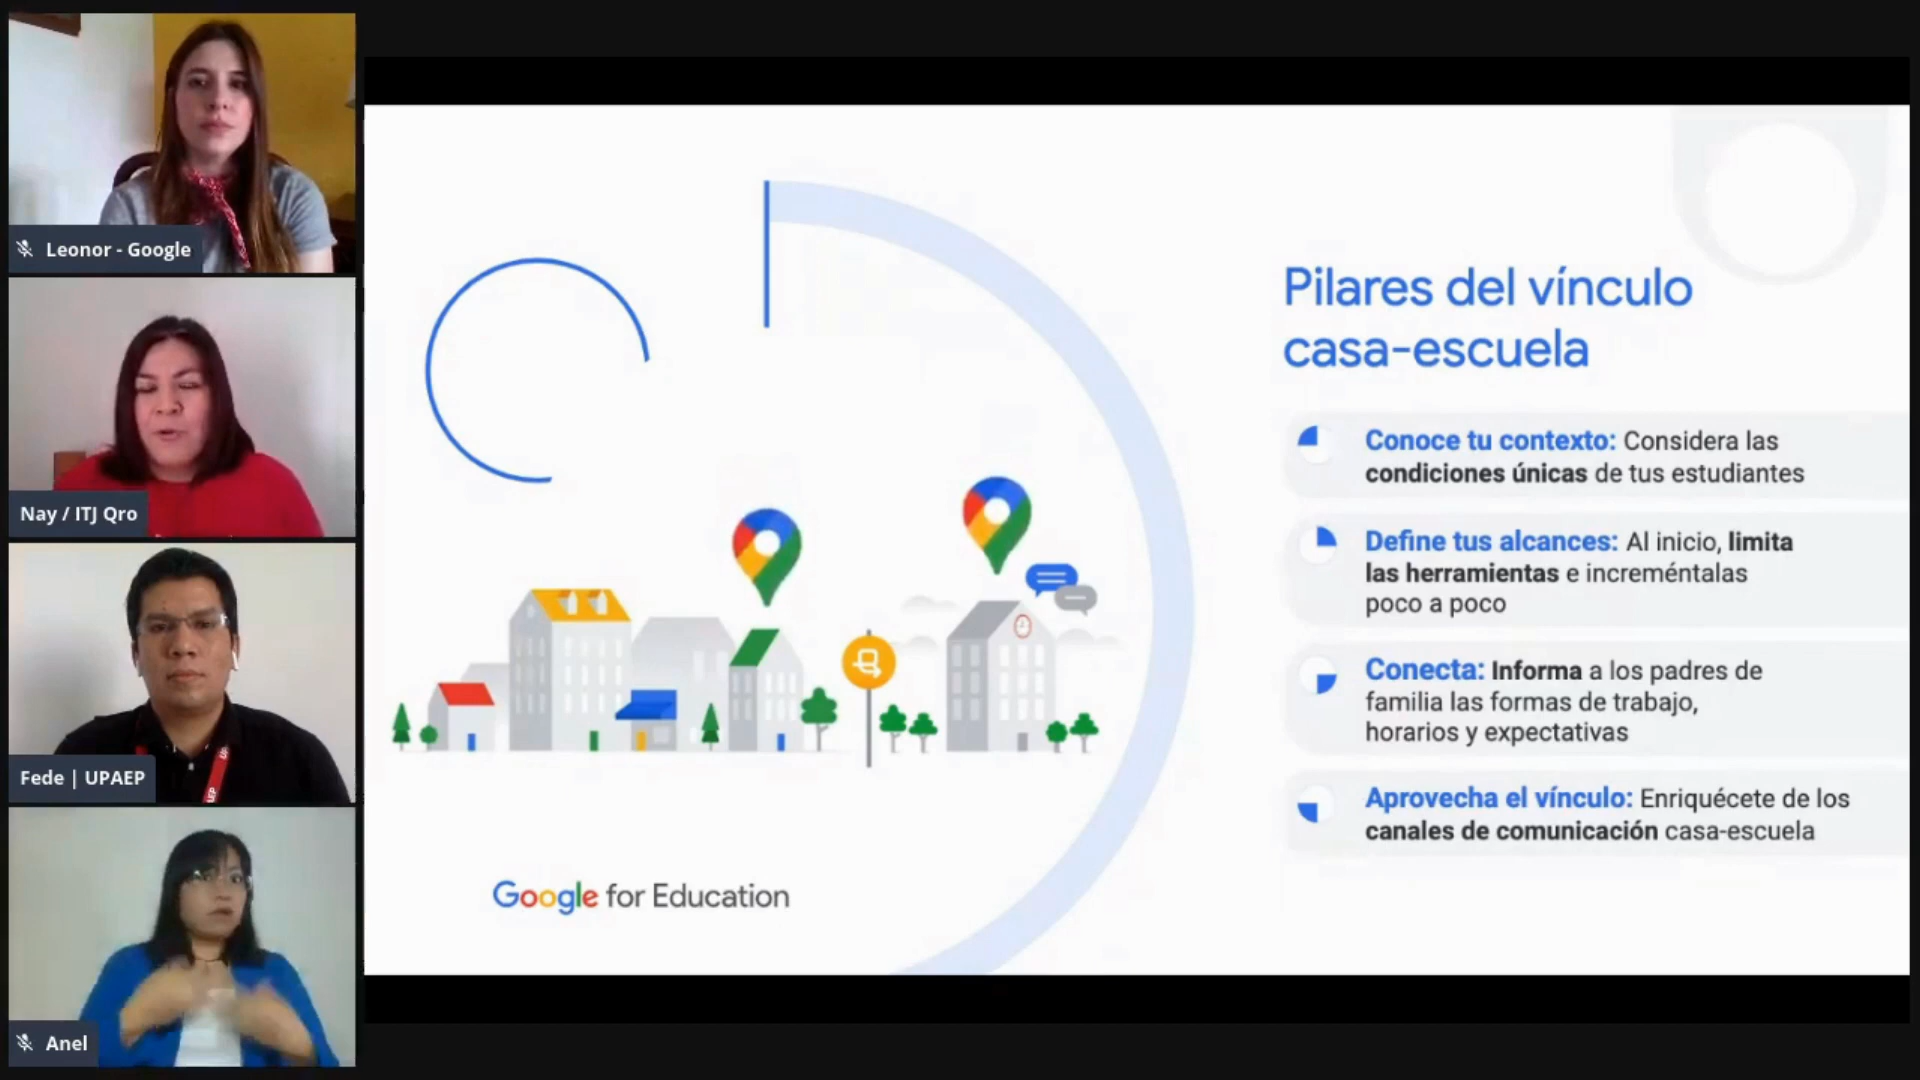 Leonor - Google
Nay / ITJ Qro
Fede | UPAEP
Anel
Pilares del vínculo
casa-escuela
Conoce tu contexto: Considera las
condiciones únicas de tus estudiantes
Define tus alcances: Al inicio, limita
las herramientas e increméntalas
poco a poco
Conecta: Informa a los padres de
familia las formas de trabajo,
horarios y expectativas
Aprovecha el vínculo: Enriquécete de los
canales de comunicación casa-escuela
Google for Education